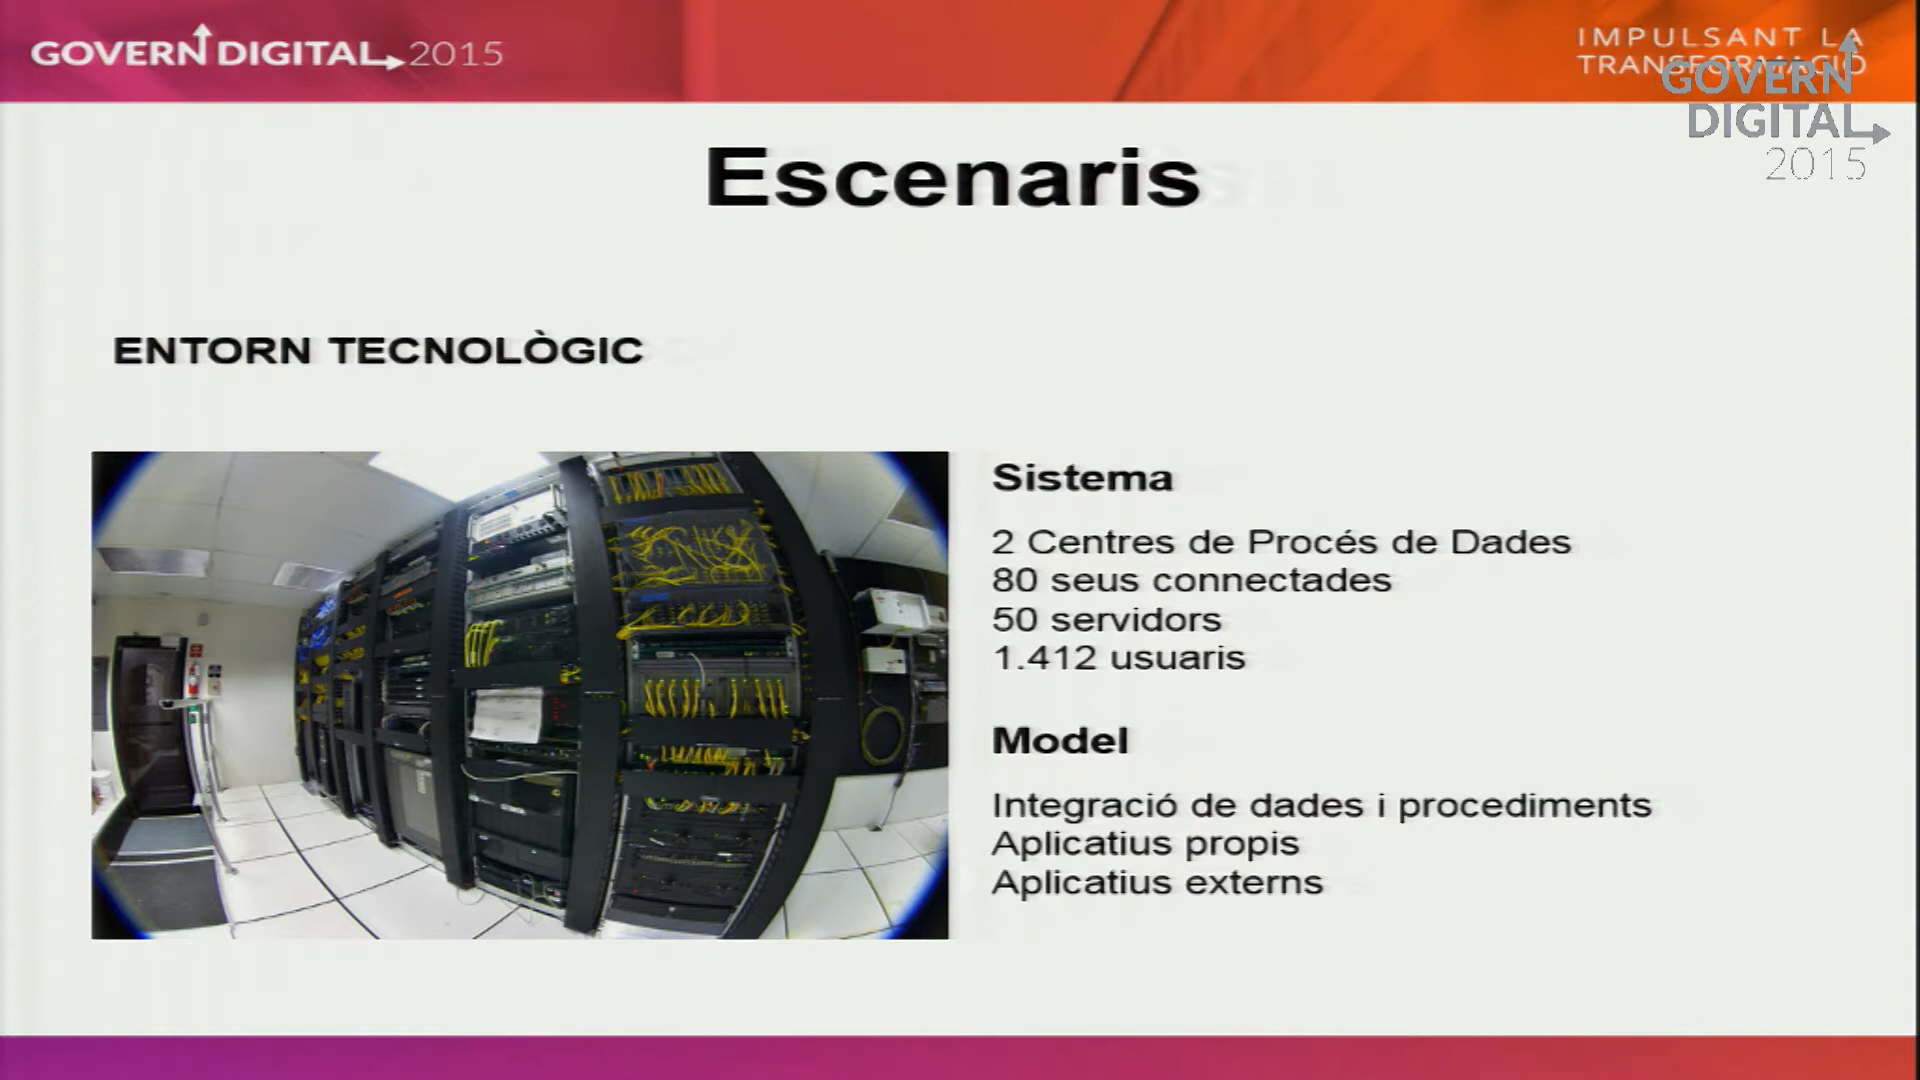 GOVERN DIGITAL 2015
IMPULSANT LA
TRANSFORMACIÓ
GOVERN
DIGITAL
2015
Escenaris
ENTORN TECNOLÒGIC
Sistema
2 Centres de Procés de Dades
80 seus connectades
50 servidors
1.412 usuaris
Model
Integració de dades i procediments
Aplicatius propis
Aplicatius externs